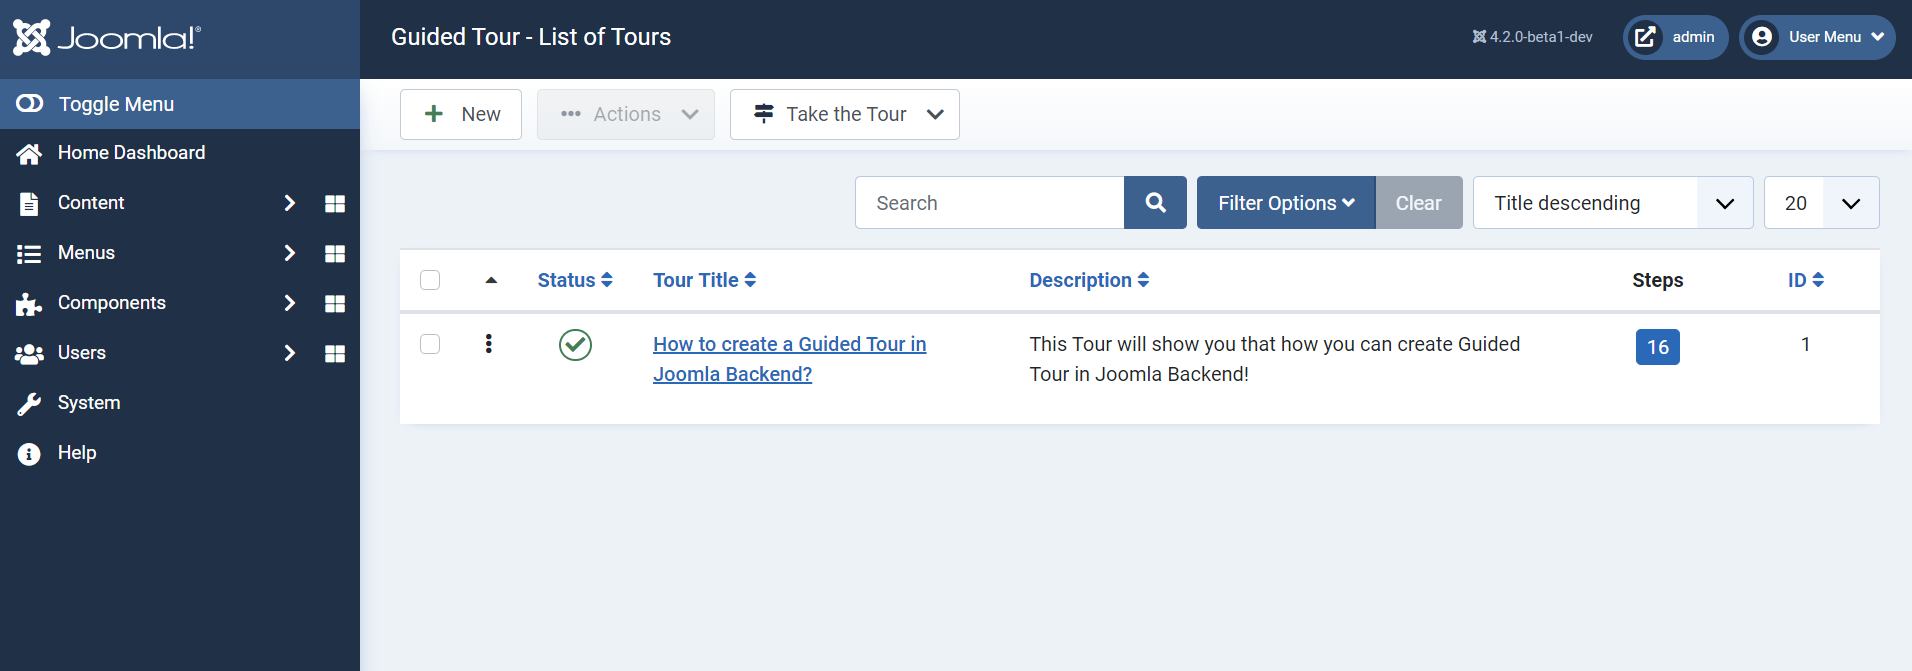 Joomla!®
Guided Tour - List of Tours
4.2.0-beta1-dev
admin
User Menu
Toggle Menu
Home Dashboard
Content
Menus
Components
Users
System
Help
New
Actions
Take the Tour
Search
Filter Options
Clear
Title descending
20
Status
Tour Title
Description
Steps
ID
How to create a Guided Tour in
Joomla Backend?
This Tour will show you that how you can create Guided
Tour in Joomla Backend!
16
1